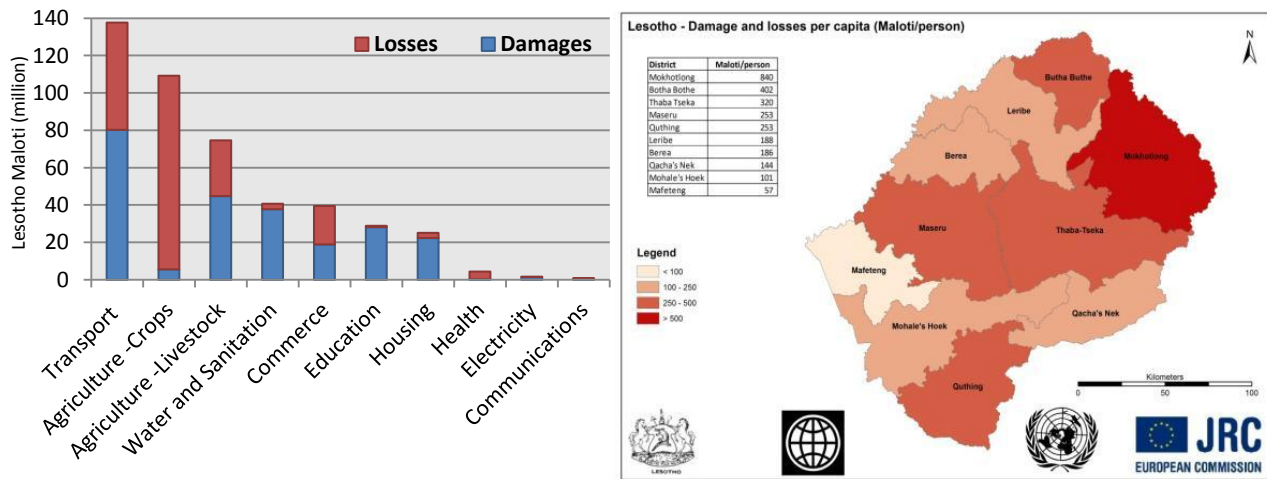 140
120
100
80
60
40
20
0
Lesotho Maloti (million)
Losses Damages
Transport
Agriculture -Crops
Agriculture -Livestock
Water and Sanitation
Commerce
Education
Housing
Health
Electricity
Communications
Lesotho - Damage and losses per capita (Maloti/person)
N
District Maloti/person
Mokhotlong 840
Botha Bothe 402
Thaba Tseka 320
Maseru 253
Quthing 253
Leribe 188
Berea 186
Qacha's Nek 144
Mohale's Hoek 101
Mafeteng 57
Botha Buthe
Leribe
Mokhotlong
Berea
Maseru
Thaba-Tseka
Mafeteng
Mohale's Hoek
Qacha's Nek
Quthing
Legend
< 100
100 - 250
250 - 500
> 500
Kilometers
0 50 100
LESOTHO
JRC
EUROPEAN COMMISSION